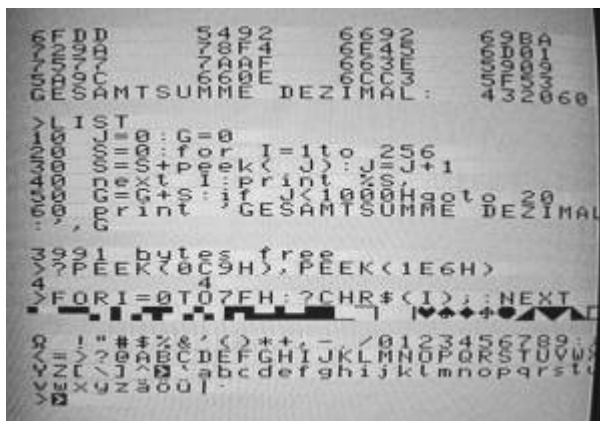 6FDD 5492 6692 69BA
729A 78F4 6E45 6D01
7577 7AAF 663E 5909
5A9C 660E 6CC3 5F53
GESAMTSUMME DEZIMAL: 432060
>LIST
10 J=0:G=0
20 S=0:for I=1to 256
30 S=S+peek( J):J=J+1
40 next I:print %S,
50 G=G+S:if J<1000Hgoto 20
60 print 'GESAMTSUMME DEZIMAL
:',G
3991 bytes free
>?PEEK(0C9H),PEEK(1E6H)
4
4
>FORI=0TO7FH:?CHR$(I);:NEXT
Ω !"#$%&'()*+,-./0123456789:
<=>?@ABCDEFGHIJKLMNOPQRSTUVWX
YZ[\]^`abcdefghijklmnopqrstu
vwxyzäöü|
>